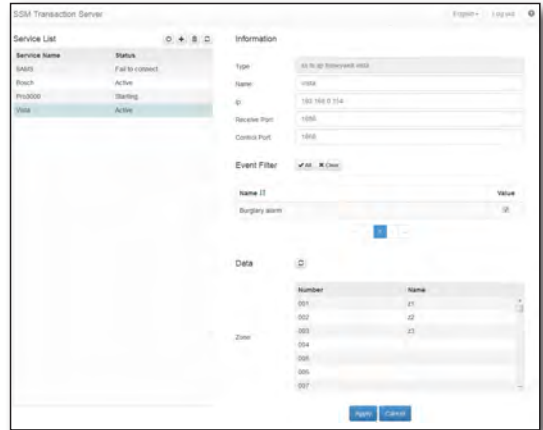 SSM Transaction Server
English
Log out
Service List
Service Name Status
SAMS Fail to connect
Bosch Active
Pro3000 Starting
Vista Active
Information
Type
Name vista
IP
Receive Port
Control Port
Event Filter All Clear
Name Value
Burglary alarm
Data
Zone
Number Name
001 z1
002 z2
003 z3
004
005
006
007
Apply Cancel